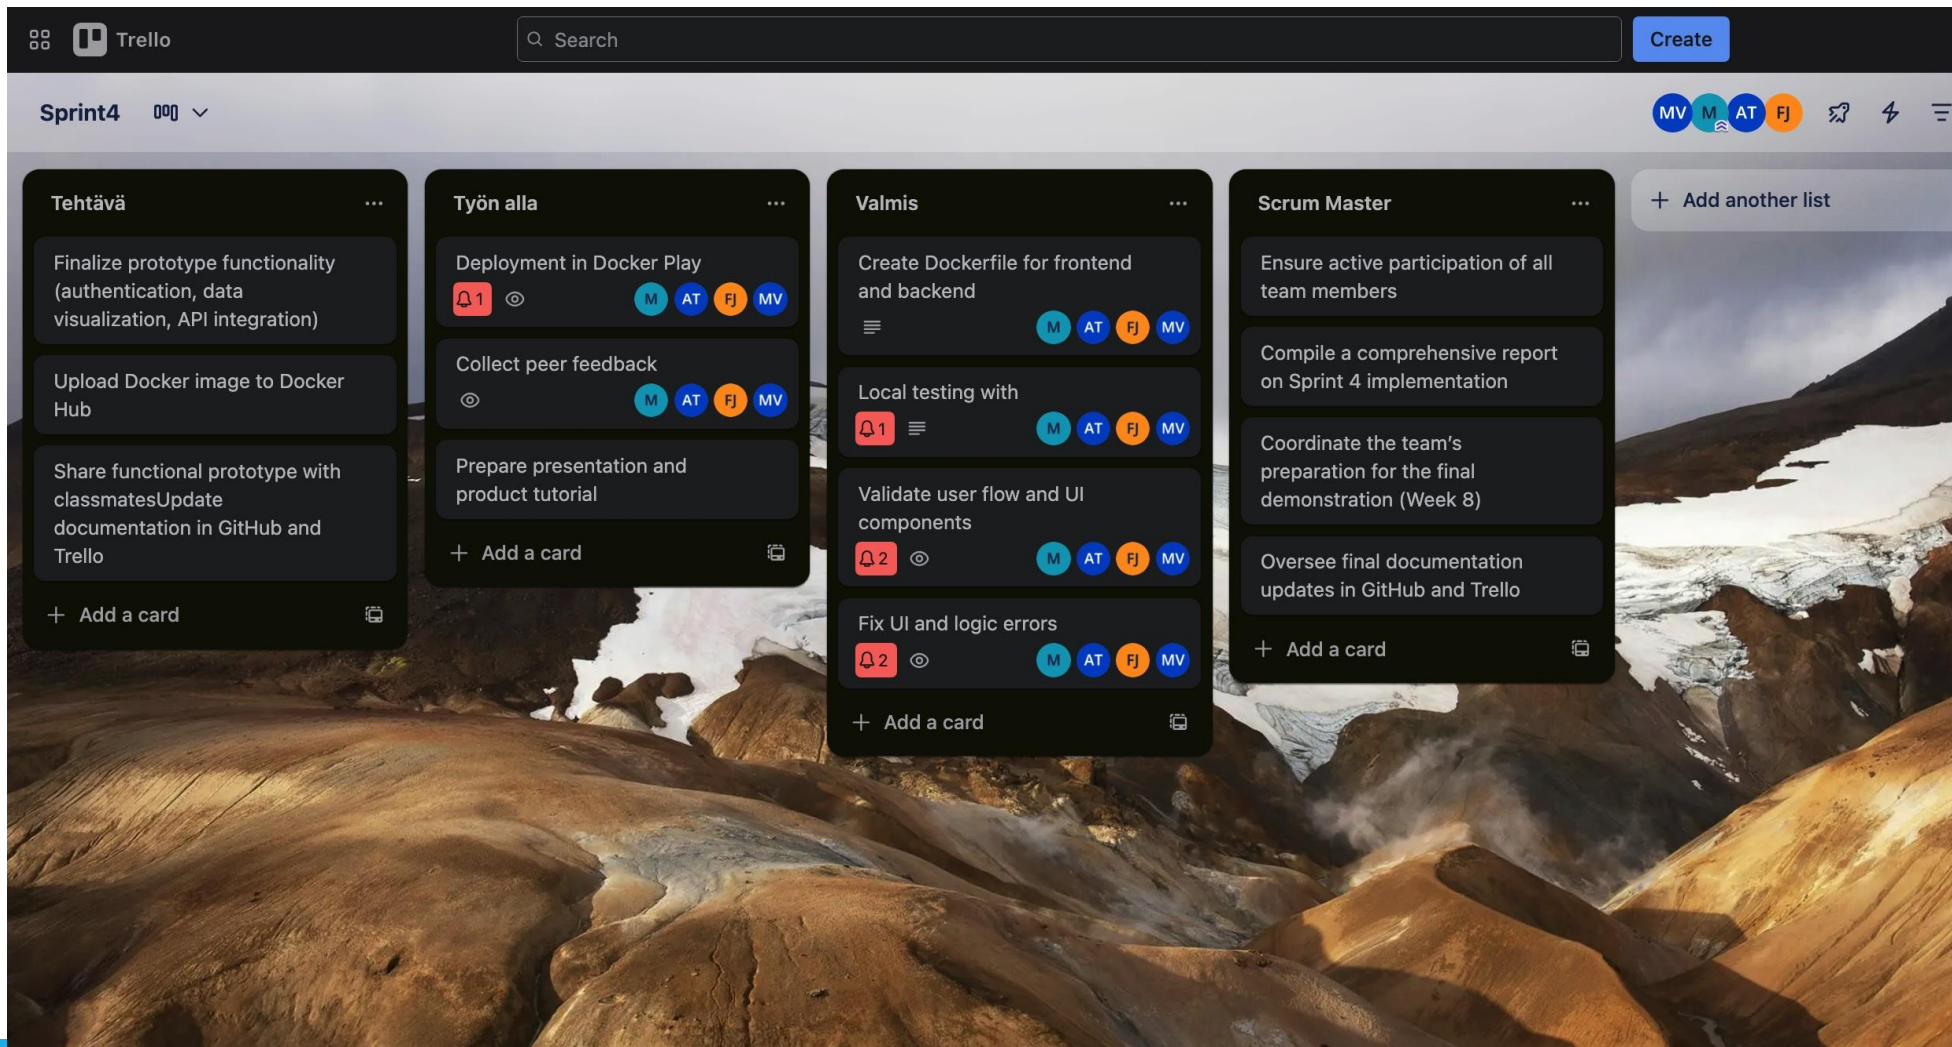 Trello
Search
Create
Sprint4
MV M AT FJ
Tehtävä
Finalize prototype functionality
(authentication, data
visualization, API integration)
Upload Docker image to Docker
Hub
Share functional prototype with
classmatesUpdate
documentation in GitHub and
Trello
Add a card
Työn alla
Deployment in Docker Play
1 M AT FJ MV
Collect peer feedback
M AT FJ MV
Prepare presentation and
product tutorial
Add a card
Valmis
Create Dockerfile for frontend
and backend
M AT FJ MV
Local testing with
1 M AT FJ MV
Validate user flow and UI
components
2 M AT FJ MV
Fix UI and logic errors
2 M AT FJ MV
Add a card
Scrum Master
Ensure active participation of all
team members
Compile a comprehensive report
on Sprint 4 implementation
Coordinate the team’s
preparation for the final
demonstration (Week 8)
Oversee final documentation
updates in GitHub and Trello
Add a card
Add another list